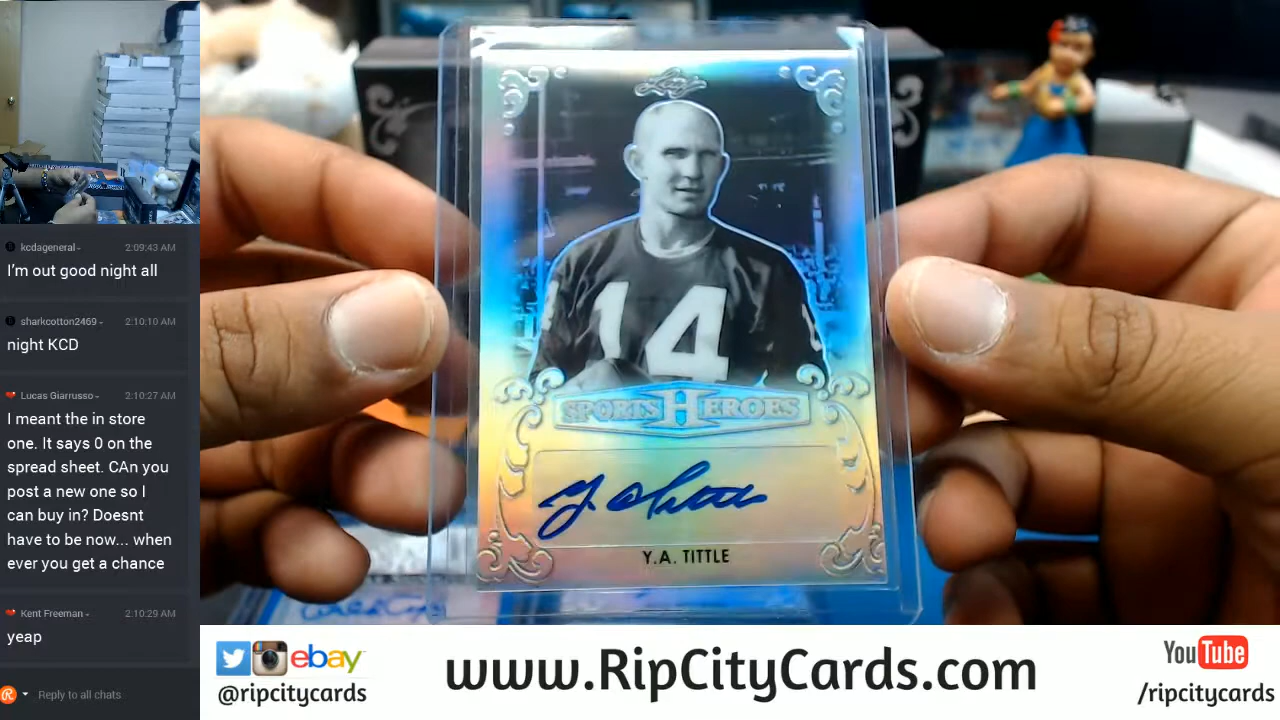 kcdageneral
2:09:43 AM
I'm out good night all
sharkcotton2469
2:10:10 AM
night KCD
Lucas Giarrusso
2:10:27 AM
I meant the in store
one. It says 0 on the
spread sheet. CAn you
post a new one so I
can buy in? Doesnt
have to be now... when
ever you get a chance
Kent Freeman
2:10:29 AM
yeap
Reply to all chats
Leaf
14
SPORTS HEROES
Y. A. Tittle
Y.A. TITTLE
ebay
@ripcitycards
www.RipCityCards.com
YouTube
/ripcitycards